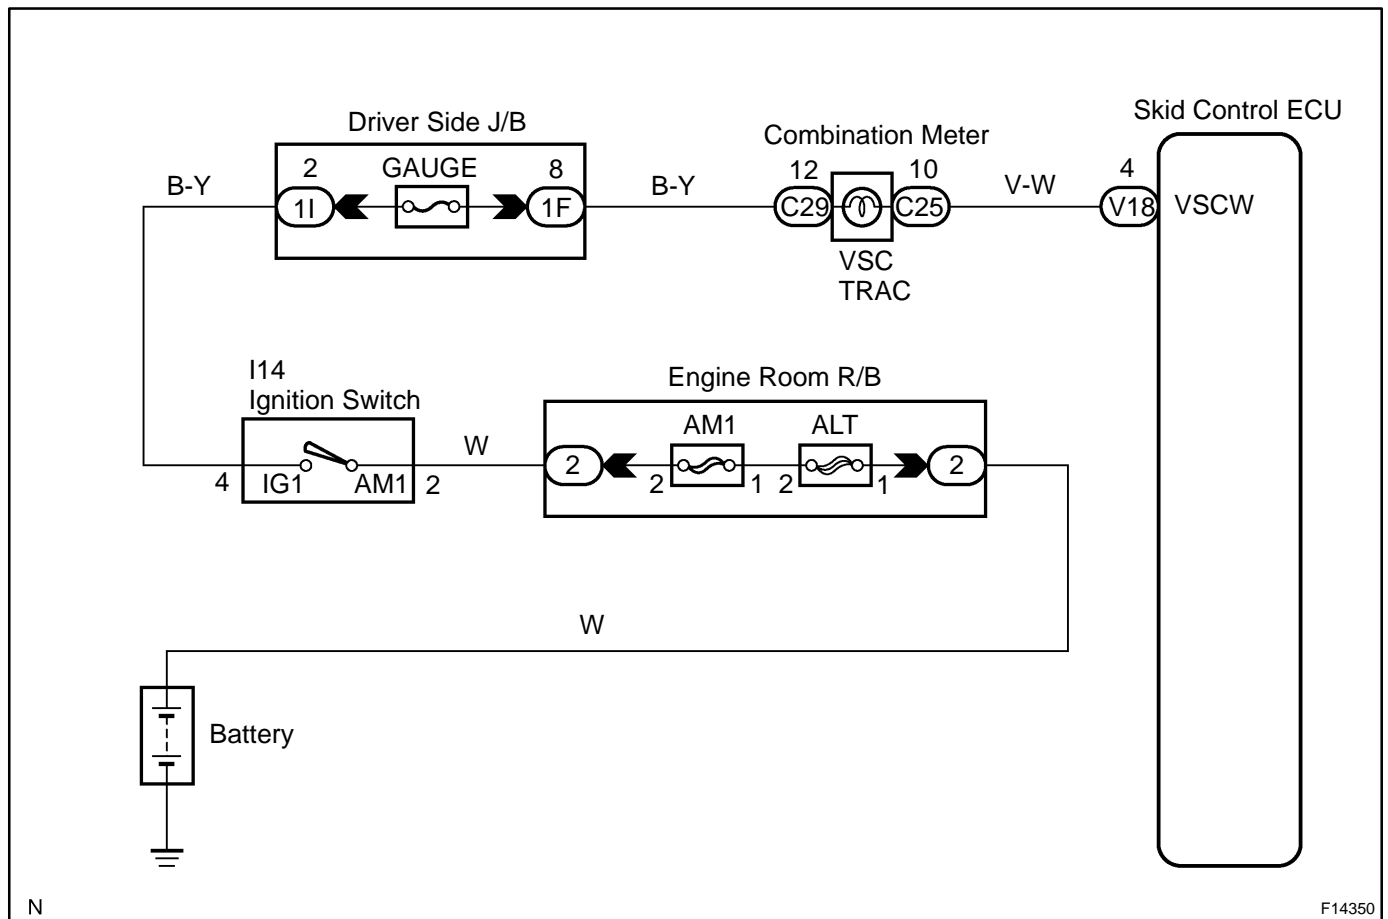 Skid Control ECU
Driver Side J/B
Combination Meter
2
GAUGE
8
12
10
4
B-Y
B-Y
V-W
1I
1F
C29
C25
V18
VSCW
VSC
TRAC
I14
Ignition Switch
Engine Room R/B
AM1
ALT
W
2
2
4
IG1
AM1
2
2
1
2
1
W
Battery
N
F14350